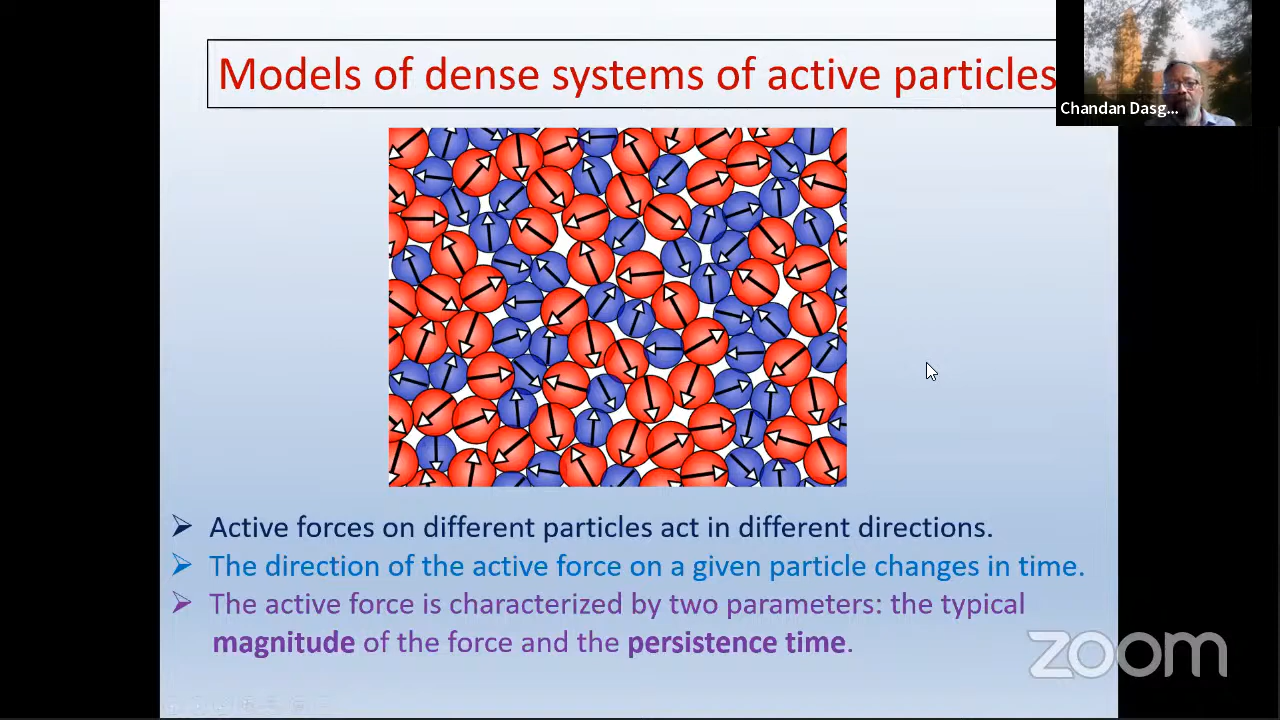 Models of dense systems of active particles
Chandan Dasg...
Active forces on different particles act in different directions.
The direction of the active force on a given particle changes in time.
The active force is characterized by two parameters: the typical
magnitude of the force and the persistence time.
zoom